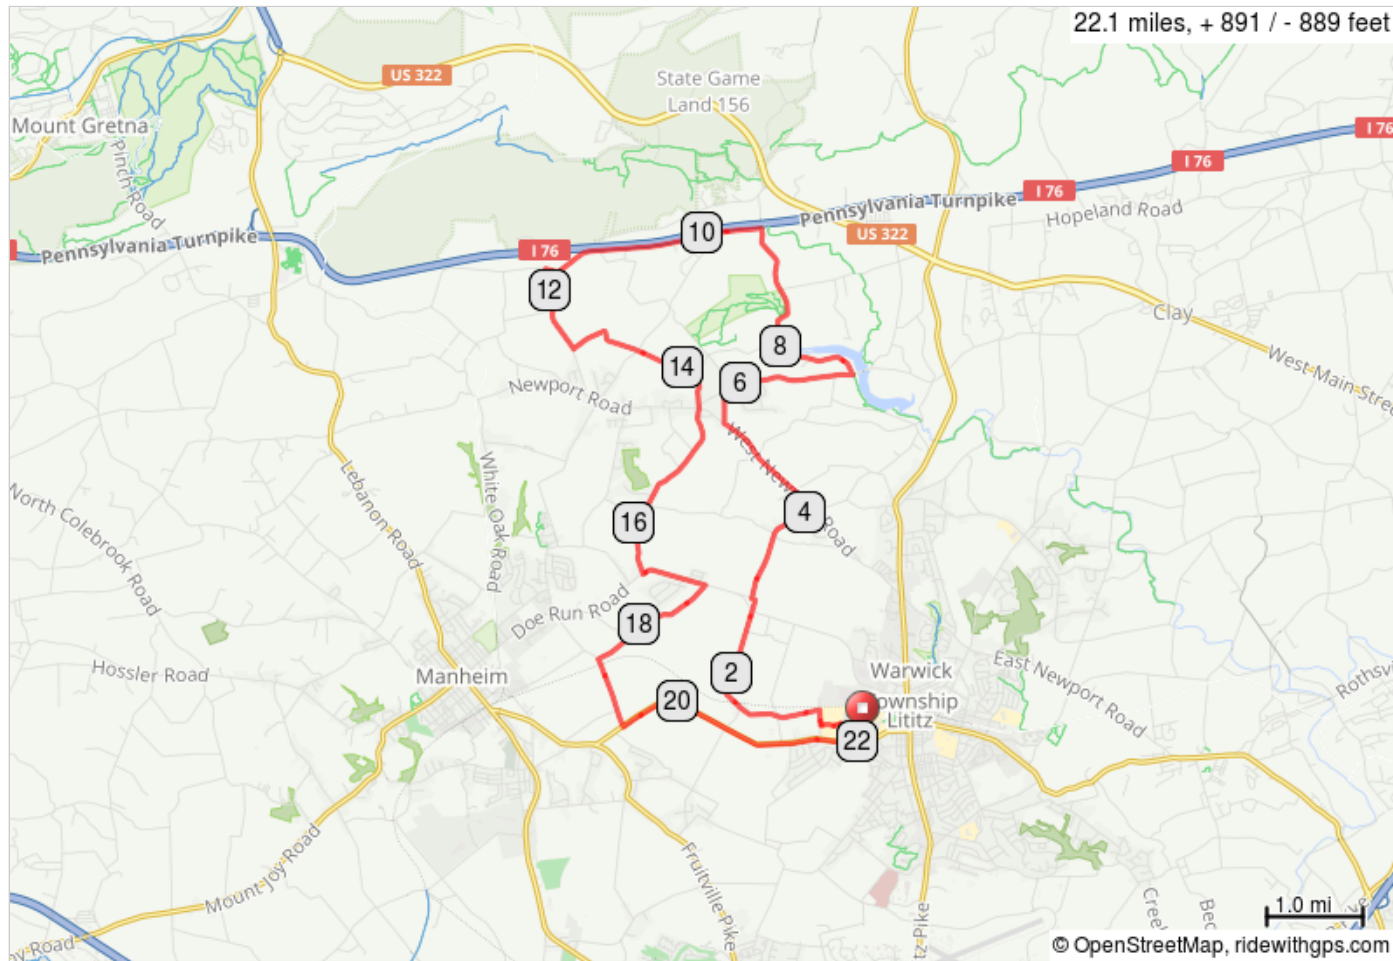 22.1 miles, + 891 / - 889 feet
US 322
State Game
Land 156
Mount Gretna
Pinch Road
I 76
I 76
I 76
Pennsylvania Turnpike
Hopeland Road
US 322
Pennsylvania Turnpike
I 76
10
12
Clay
8
West Main Stre
14
6
Newport Road
West New
Road
Lebanon Road
White Oak Road
North Colebrook Road
16
4
Doe Run Road
18
Hossler Road
Manheim
2
Warwick
ownship
Lititz
East Newport Road
Rothsv
20
22
Mount Joy Road
Fruitville Pike
tz Pike
Creel
Bec
1.0 mi
y Road
© OpenStreetMap, ridewithgps.com